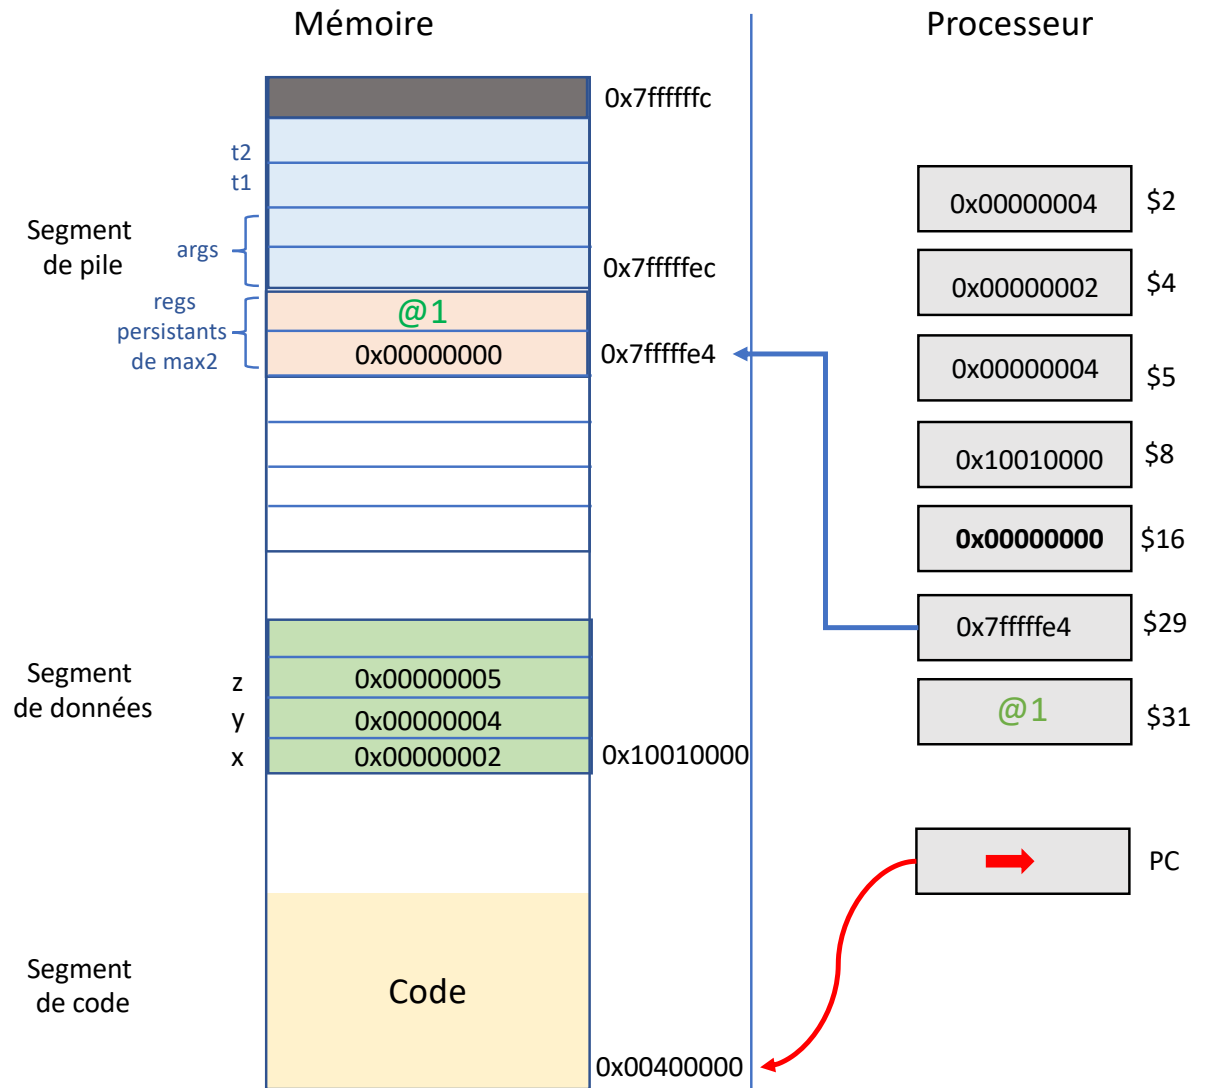 Mémoire
Processeur
0x7ffffffc
t2
t1
Segment
de pile
args
0x7fffffec
regs
persistants
de max2
@1
0x00000000
0x7fffffe4
0x00000004
$2
0x00000002
$4
0x00000004
$5
0x10010000
$8
0x00000000
$16
0x7fffffe4
$29
@1
$31
Segment
de données
z
0x00000005
y
0x00000004
x
0x00000002
0x10010000
PC
Segment
de code
Code
0x00400000